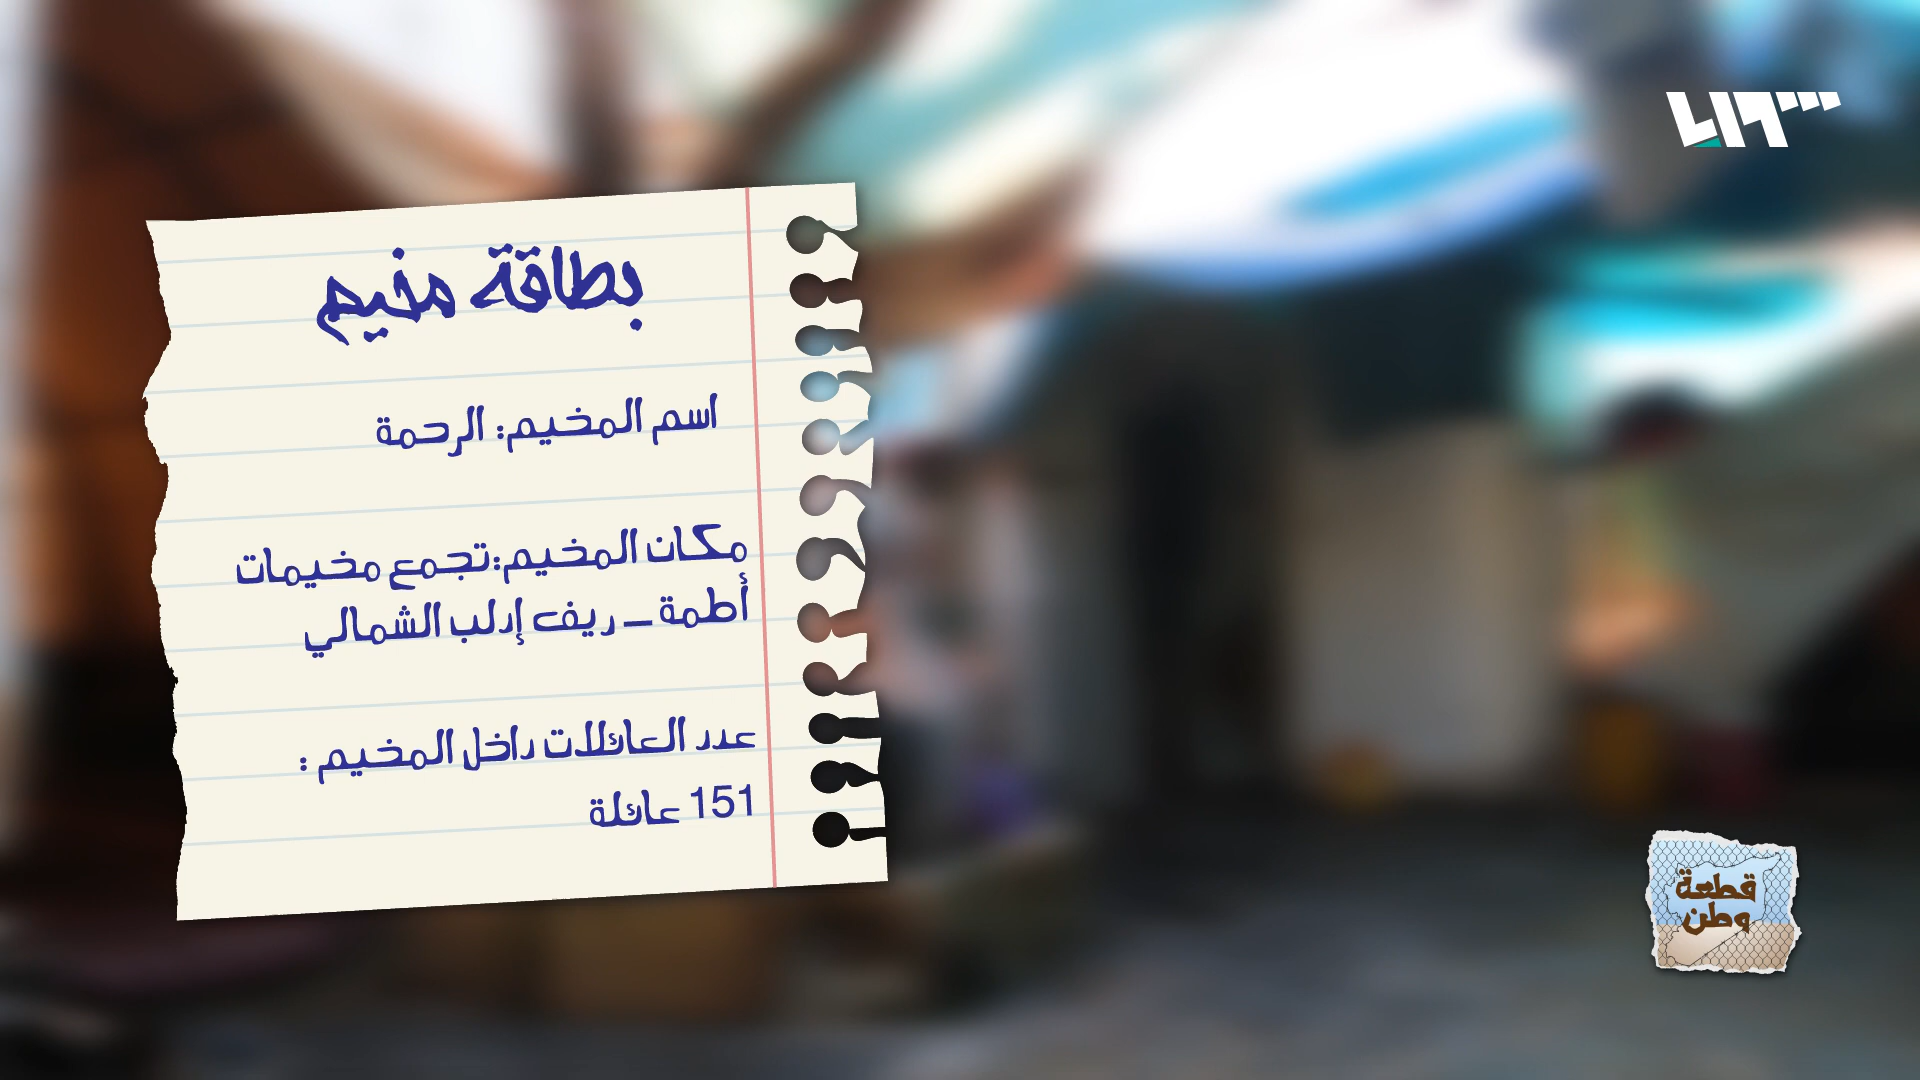 بطاقة مخيم
اسم المخيم: الرحمة
مكان المخيم:تجمع مخيمات
أطمة ـ ريف إدلب الشمالي
عدد العائلات داخل المخيم :
151 عائلة
سوريا
قطعة
وطن